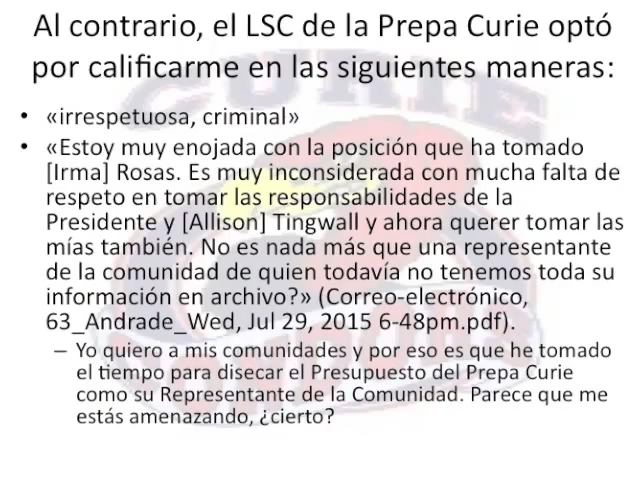 Al contrario, el LSC de la Prepa Curie optó
por calificarme en las siguientes maneras:
• «irrespetuosa, criminal»
• «Estoy muy enojada con la posición que ha tomado
[Irma] Rosas. Es muy inconsiderada con mucha falta de
respeto en tomar las responsabilidades de la
Presidente y [Allison] Tingwall y ahora querer tomar las
mías también. No es nada más que una representante
de la comunidad de quien todavía no tenemos toda su
información en archivo?» (Correo-electrónico,
63_Andrade_Wed, Jul 29, 2015 6-48pm.pdf).
– Yo quiero a mis comunidades y por eso es que he tomado
el tiempo para disecar el Presupuesto del Prepa Curie
como su Representante de la Comunidad. Parece que me
estás amenazando, ¿cierto?
CURIE
CONDORS